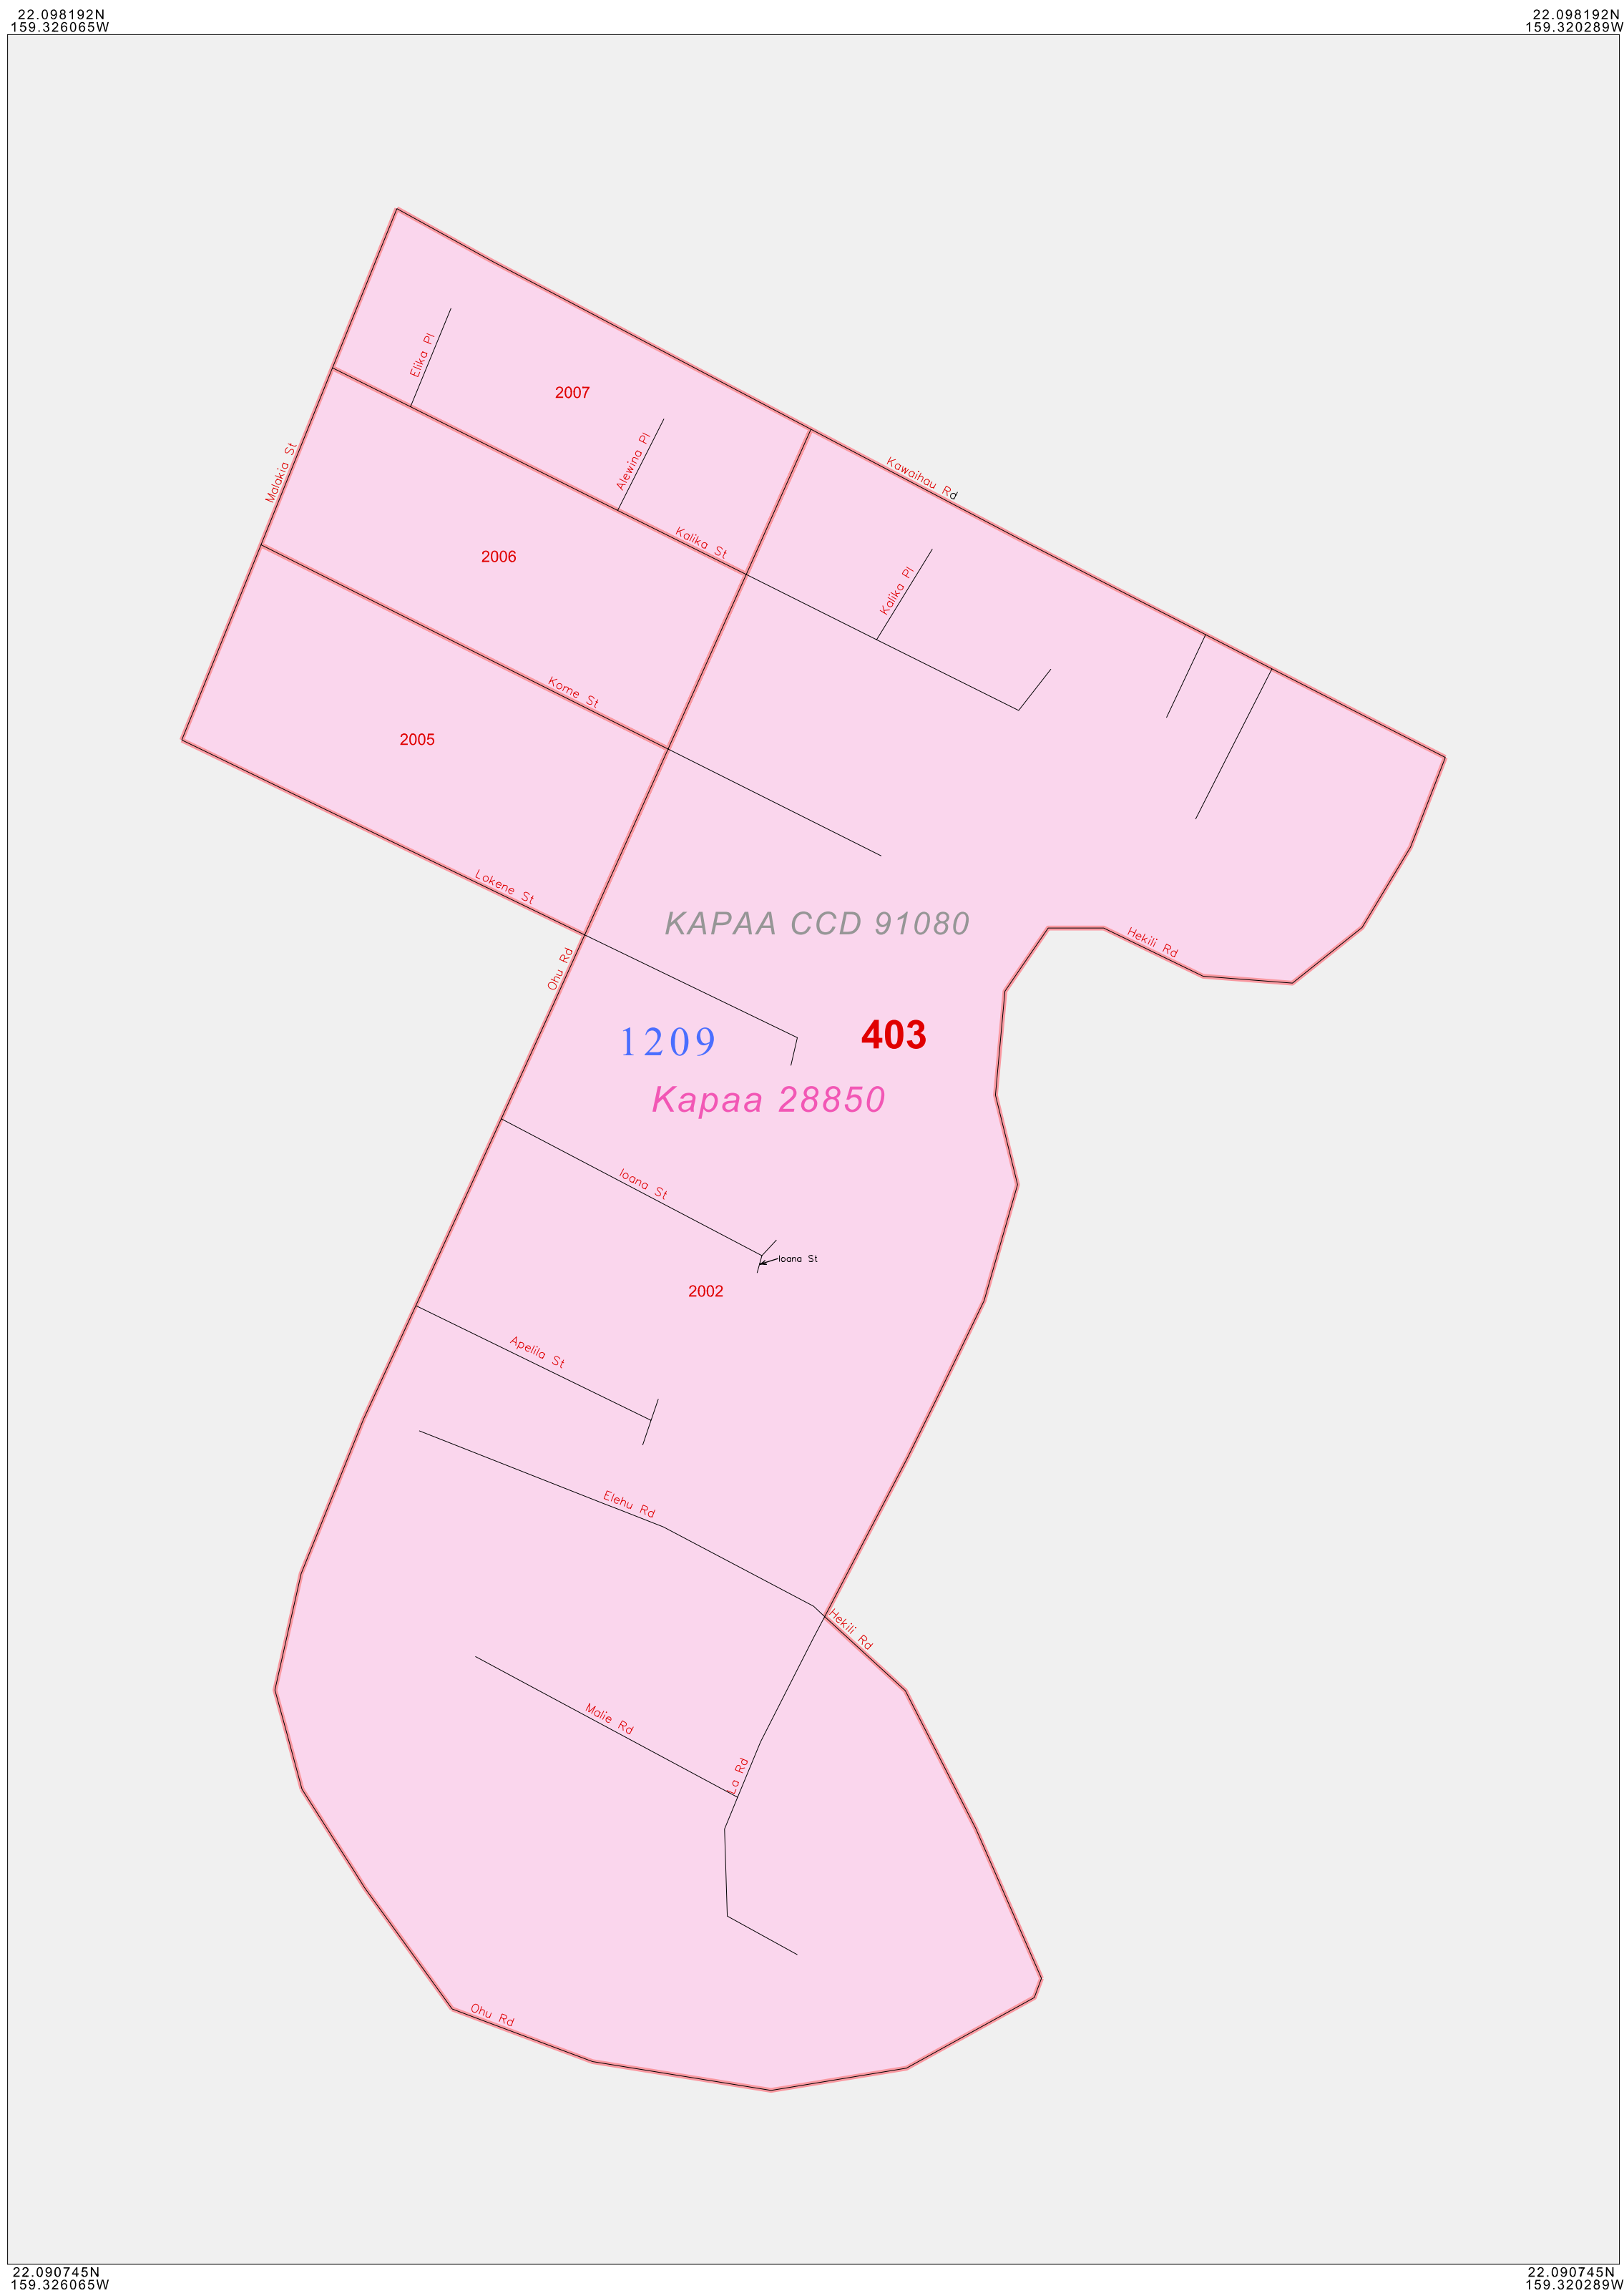 22.098192N
159.326065W
22.098192N
159.320289W
Elika Pl
2007
Alewina Pl
Malakia St
Kawaihau Rd
Kalika St
2006
Kalika Pl
Kome St
2005
Lokene St
KAPAA CCD 91080
Hekili Rd
Ohu Rd
1209
403
Kapaa 28850
Ioana St
Ioana St
2002
Apelila St
Elehu Rd
Hekili Rd
Malie Rd
La Rd
Ohu Rd
22.090745N
159.326065W
22.090745N
159.320289W